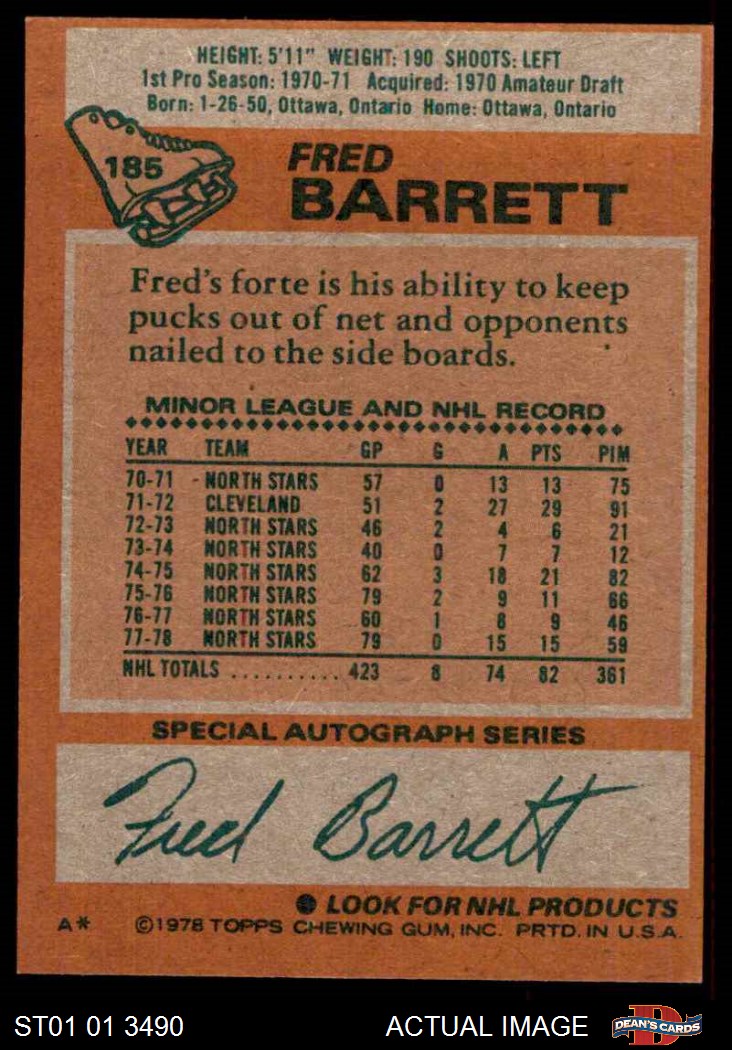 HEIGHT: 5'11" WEIGHT: 190 SHOOTS: LEFT
1st Pro Season: 1970-71 Acquired: 1970 Amateur Draft
Born: 1-26-50, Ottawa, Ontario Home: Ottawa, Ontario
185
FRED
BARRETT
Fred's forte is his ability to keep
pucks out of net and opponents
nailed to the side boards.
MINOR LEAGUE AND NHL RECORD
YEAR TEAM GP G A PTS PIM
70-71 NORTH STARS 57 0 13 13 75
71-72 CLEVELAND 51 2 27 29 91
72-73 NORTH STARS 46 2 4 6 21
73-74 NORTH STARS 40 0 7 7 12
74-75 NORTH STARS 62 3 18 21 82
75-76 NORTH STARS 79 2 9 11 66
76-77 NORTH STARS 60 1 8 9 46
77-78 NORTH STARS 79 0 15 15 59
NHL TOTALS .......... 423 8 74 82 361
SPECIAL AUTOGRAPH SERIES
Fred Barrett
LOOK FOR NHL PRODUCTS
A* ©1978 TOPPS CHEWING GUM, INC. PRTD. IN U.S.A.
ST01 01 3490 ACTUAL IMAGE D DEAN'S CARDS